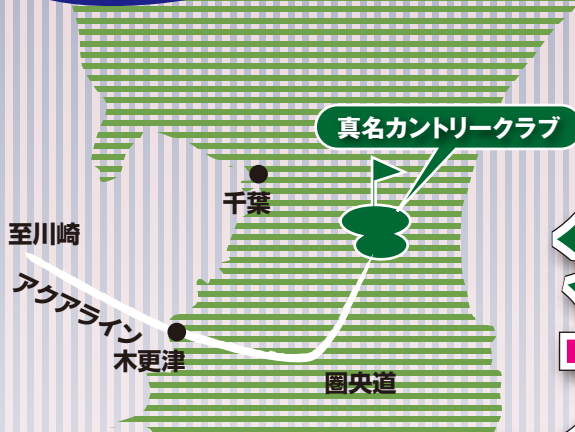 真名カントリークラブ
千葉
至川崎
アクアライン
木更津
圏央道